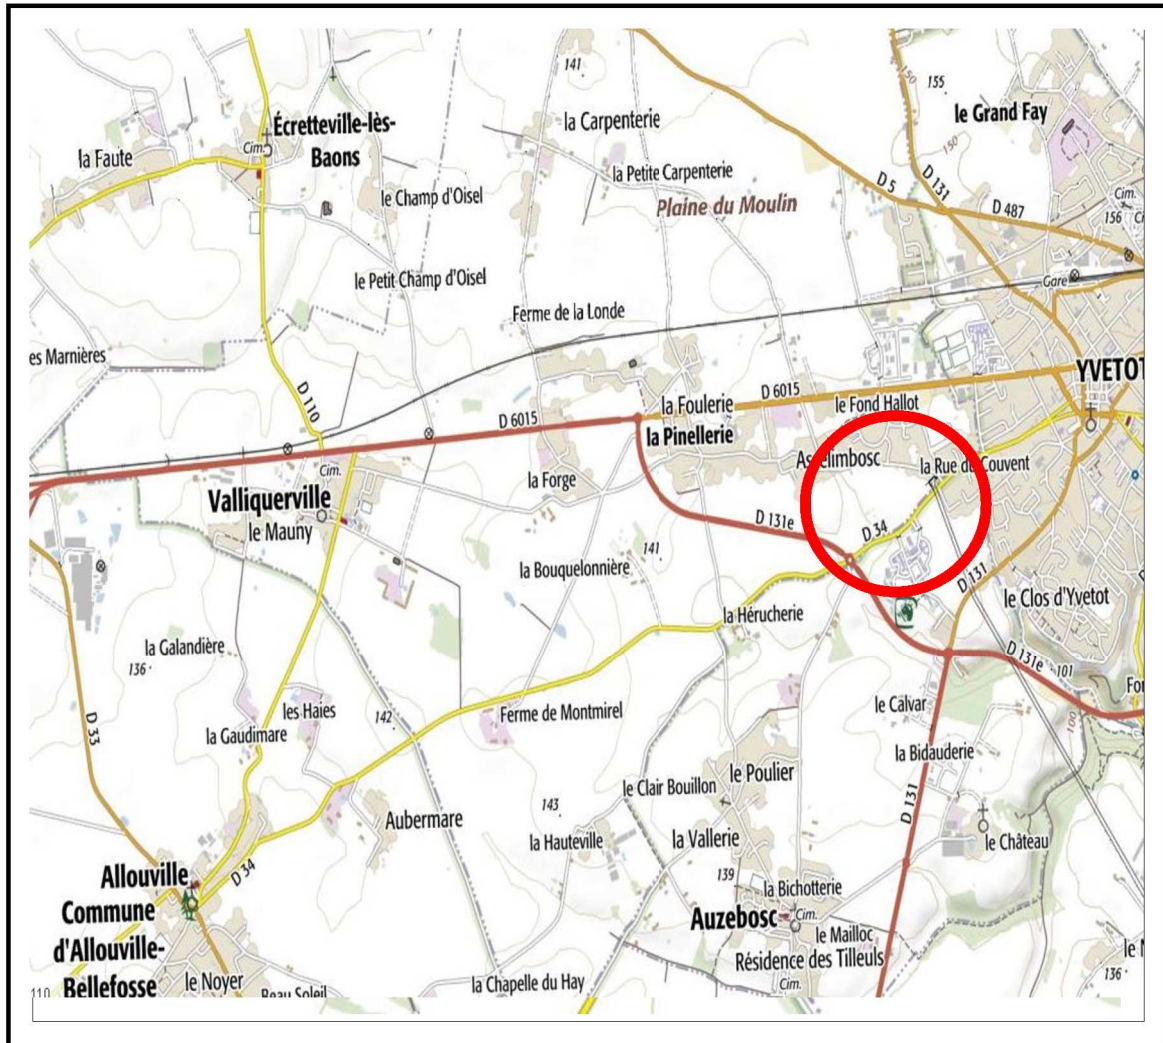 141
155
150
le Grand Fay
la Carpenterie
Écretteville-lès-
Baons
Cim.
la Faute
150
la Petite Carpenterie
D 5
D 131
le Champ d'Oisel
Plaine du Moulin
D 487
Cim.
156
le Petit Champ d'Oisel
Gare
Ferme de la Londe
es Marnières
YVETOT
D 110
D 6015
D 6015
la Foulerie
le Fond Hallot
la Pinellerie
Cim.
la Forge
la Rue du Couvent
Valliquerville
le Mauny
D 131e
D 34
141
la Bouquelonnière
D 131
le Clos d'Yvetot
la Hérucherie
la Galandière
136
D 131e
101
D 33
les Haies
142
Ferme de Montmirel
le Calvar
la Gaudimare
100
la Bidauderie
le Poulier
le Clair Bouillon
143
Aubermare
la Hauteville
la Vallerie
D 131
le Château
D 34
Allouville
139
la Bichotterie
Commune
d'Allouville-
Bellefosse
Auzebosc
Cim.
le Mailloc
Résidence des Tilleuls
le Noyer
la Chapelle du Hay
Cim.
136
110
Beau Soleil